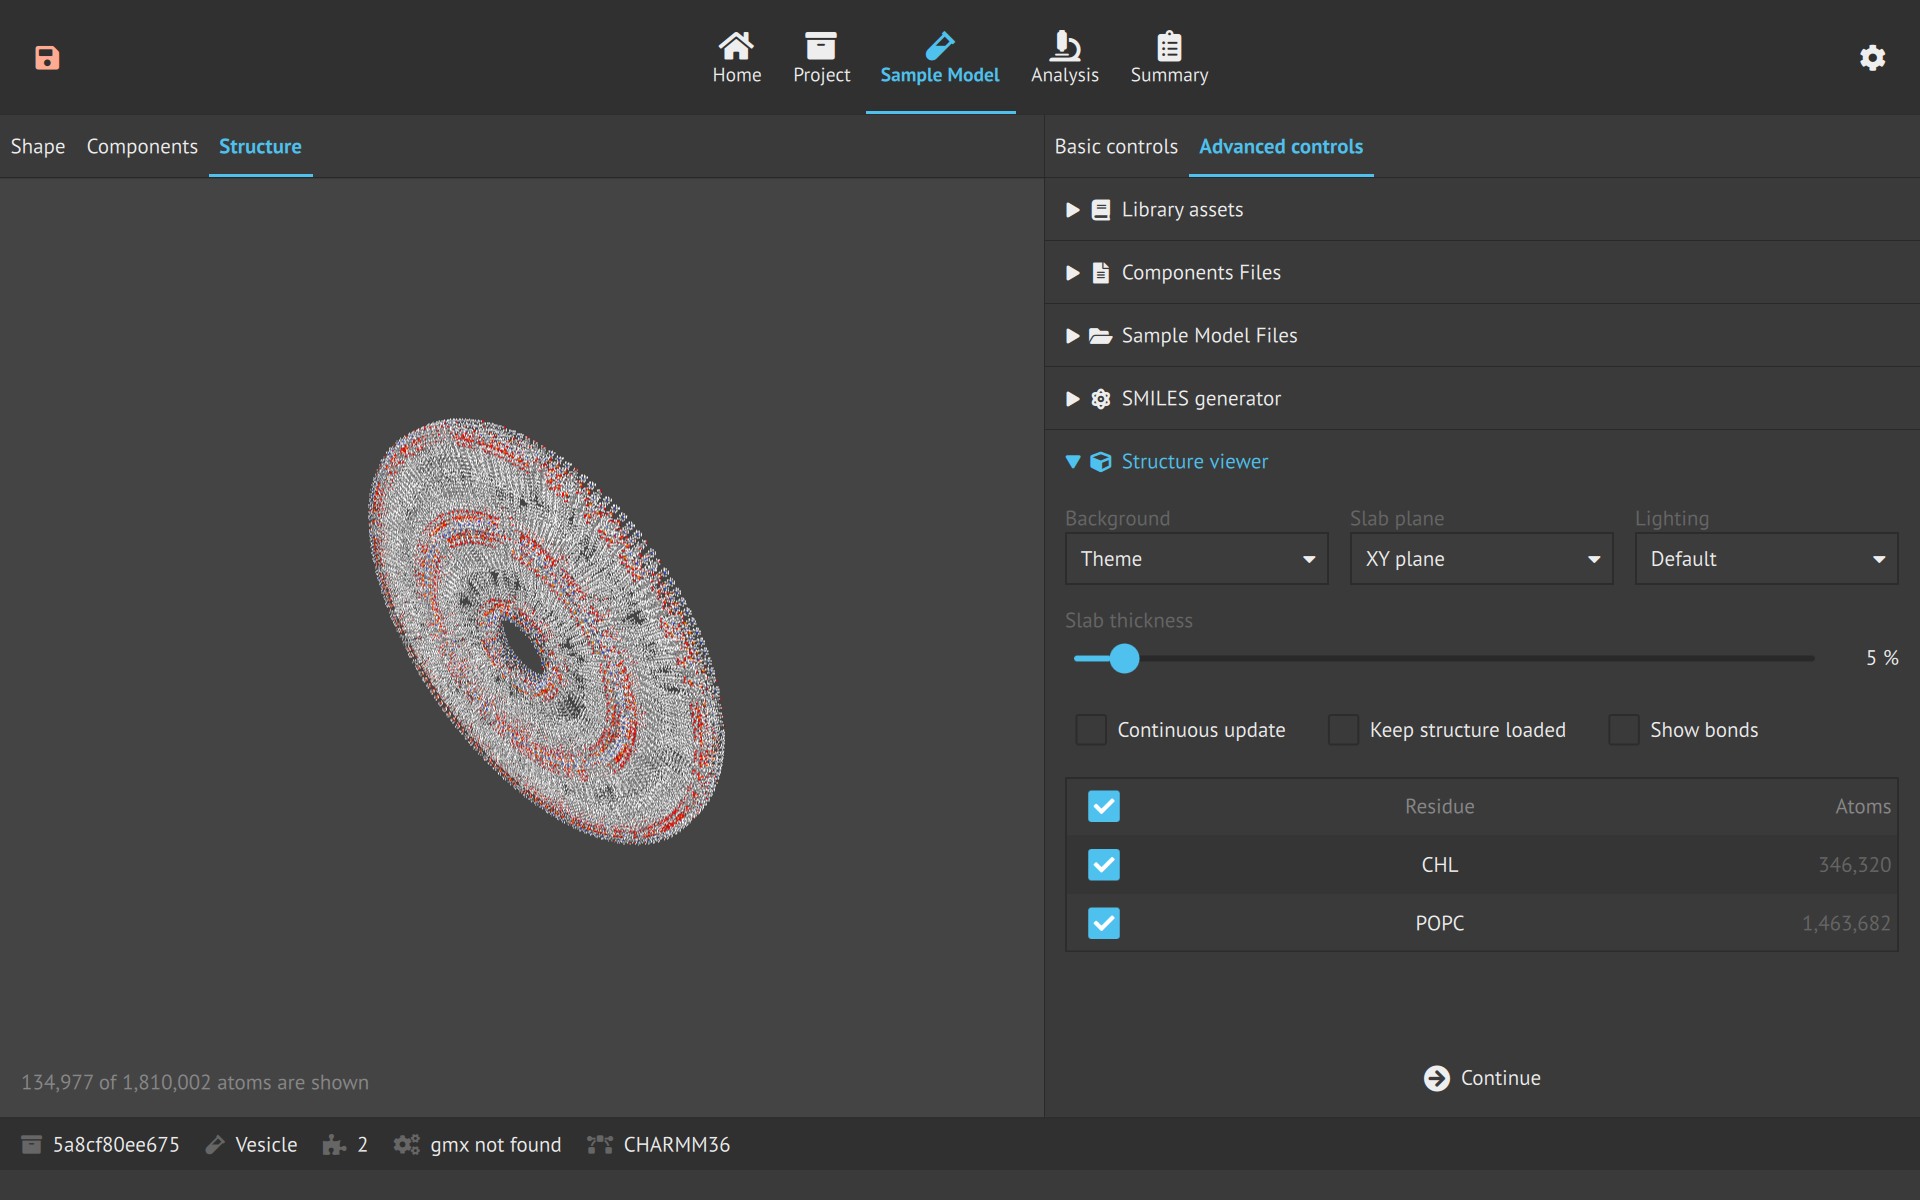 Home
Project
Sample Model
Analysis
Summary
Shape
Components
Structure
Basic controls
Advanced controls
Library assets
Components Files
Sample Model Files
SMILES generator
Structure viewer
Background
Slab plane
Lighting
Theme
XY plane
Default
Slab thickness
5 %
Continuous update
Keep structure loaded
Show bonds
Residue
Atoms
CHL
346,320
POPC
1,463,682
134,977 of 1,810,002 atoms are shown
Continue
5a8cf80ee675
Vesicle
2
gmx not found
CHARMM36